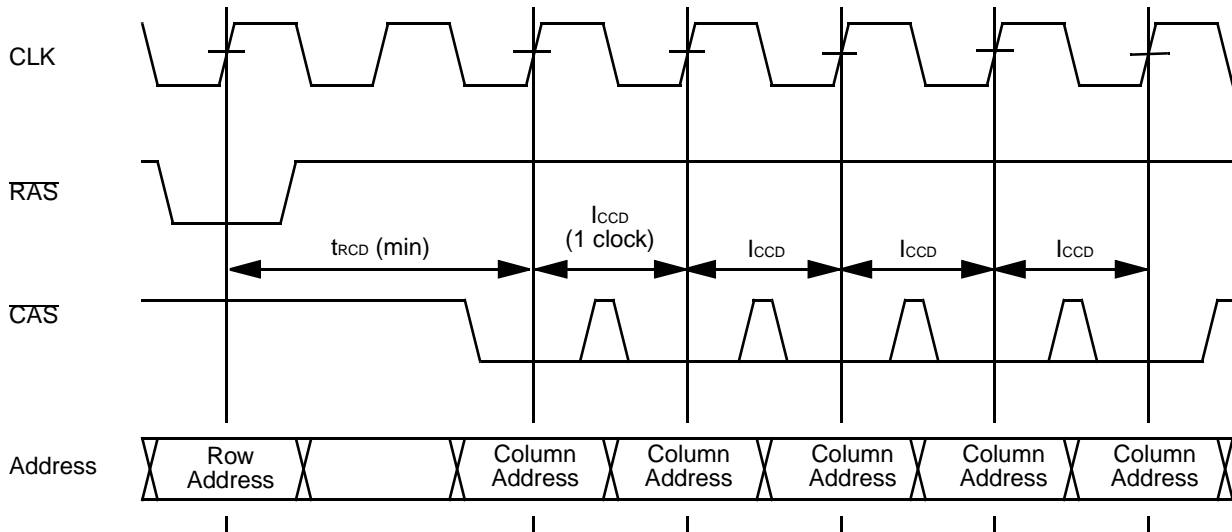 CLK
RAS
ICCD
(1 clock)
tRCD (min)
ICCD
ICCD
ICCD
CAS
Address
Row
Address
Column
Address
Column
Address
Column
Address
Column
Address
Column
Address